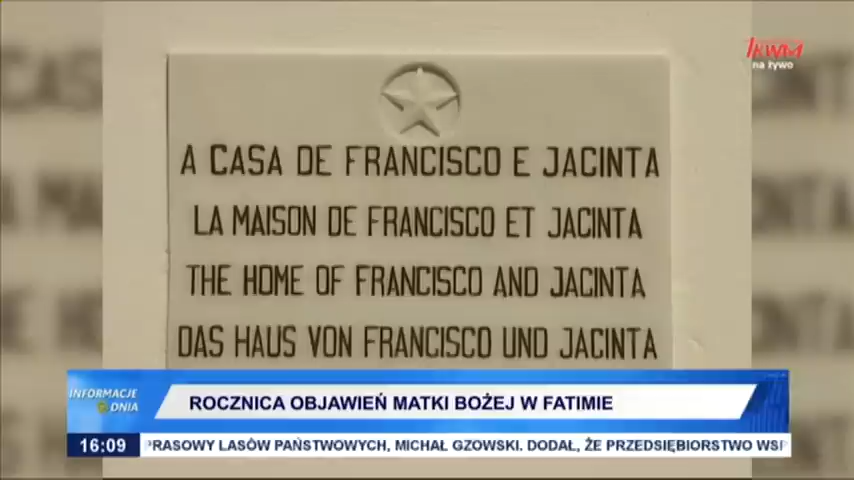 TRWAM
na żywo
A CASA DE FRANCISCO E JACINTA
LA MAISON DE FRANCISCO ET JACINTA
THE HOME OF FRANCISCO AND JACINTA
DAS HAUS VON FRANCISCO UND JACINTA
INFORMACJE
DNIA
ROCZNICA OBJAWIEŃ MATKI BOŻEJ W FATIMIE
16:09
PRASOWY LASÓW PAŃSTWOWYCH, MICHAŁ GZOWSKI. DODAŁ, ŻE PRZEDSIĘBIORSTWO